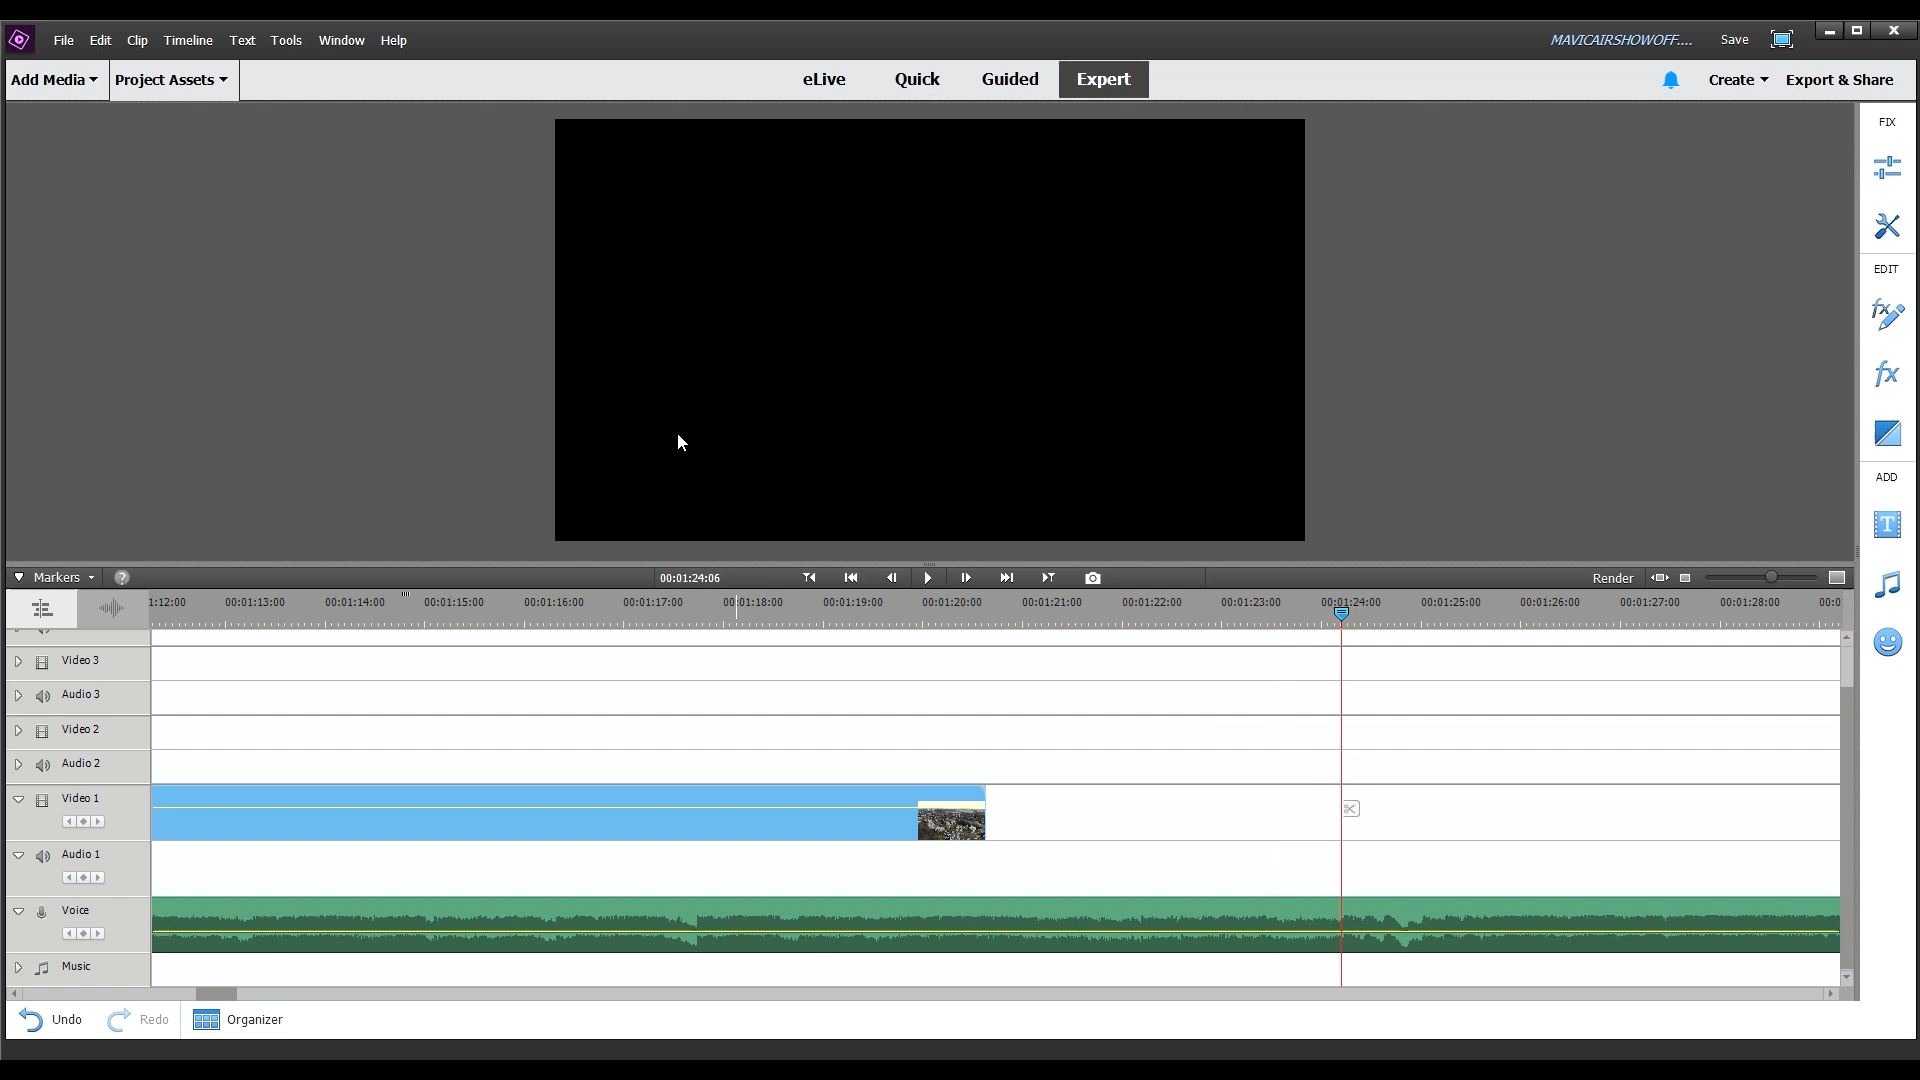 File Edit Clip Timeline Text Tools Window Help
MAVICAIRSHOWOFF.... Save
Add Media Project Assets
eLive Quick Guided Expert
Create Export & Share
FIX
EDIT
fx
fx
ADD
T
Markers ? 00:01:24:06 Render
1:12:00 00:01:13:00 00:01:14:00 00:01:15:00 00:01:16:00 00:01:17:00 00:01:18:00 00:01:19:00 00:01:20:00 00:01:21:00 00:01:22:00 00:01:23:00 00:01:24:00 00:01:25:00 00:01:26:00 00:01:27:00 00:01:28:00 00:0
Video 3
Audio 3
Video 2
Audio 2
Video 1
Audio 1
Voice
Music
Undo Redo Organizer